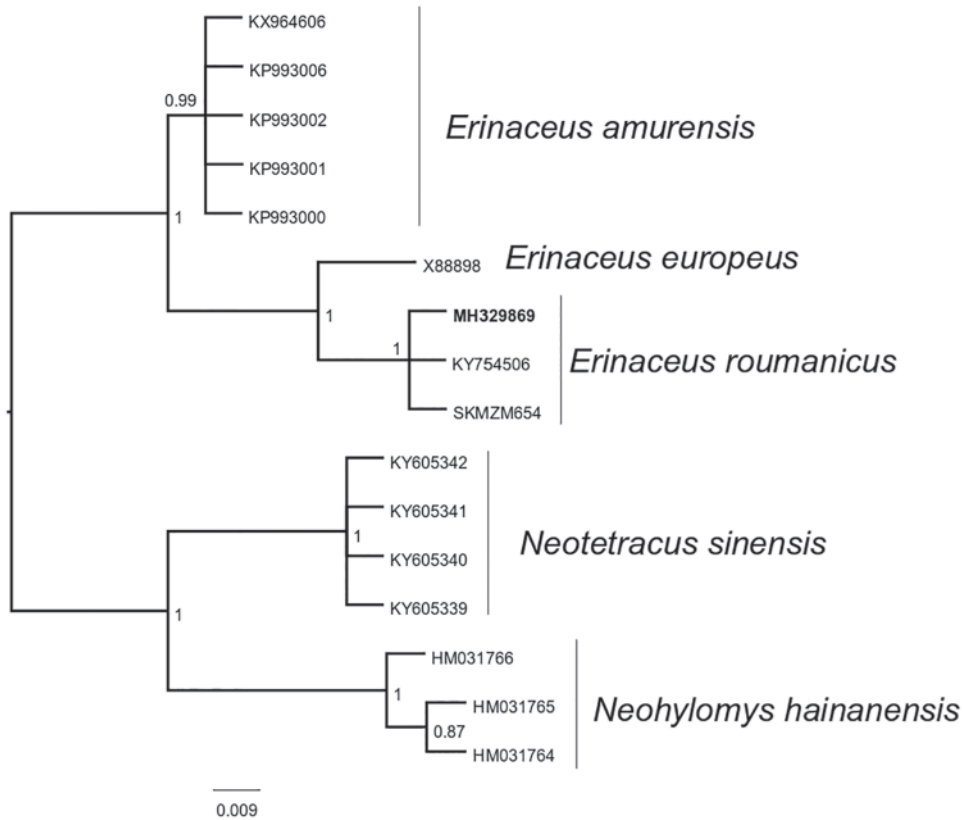 KX964606
KP993006
0.99
KP993002
Erinaceus amurensis
KP993001
1
KP993000
X88898
Erinaceus europeus
1
MH329869
1
KY754506
Erinaceus roumanicus
SKMZM654
KY605342
KY605341
1
Neotetracus sinensis
KY605340
KY605339
1
HM031766
1
HM031765
Neohylomys hainanensis
0.87
HM031764
0.009